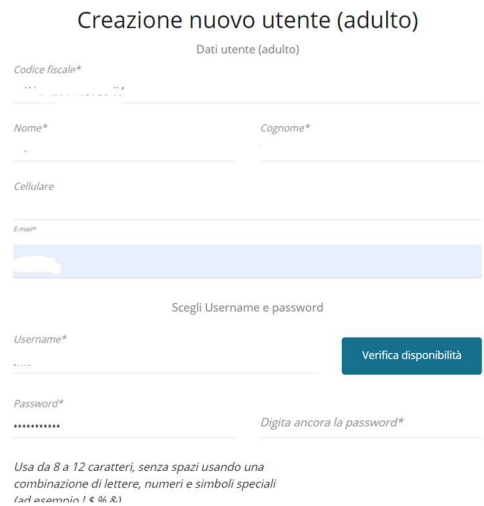 Creazione nuovo utente (adulto)
Dati utente (adulto)
Codice fiscale*
Nome*
Cognome*
Cellulare
E-mail*
Scegli Username e password
Username*
Verifica disponibilità
Password*
•••••••••••
Digita ancora la password*
Usa da 8 a 12 caratteri, senza spazi usando una
combinazione di lettere, numeri e simboli speciali
(ad esempio ! $ % &)